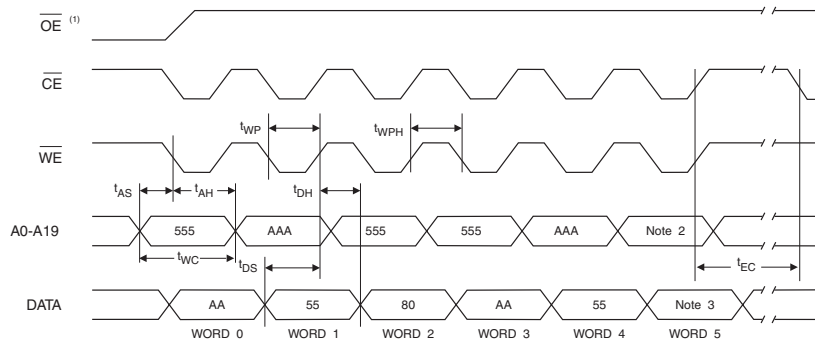 OE (1)
CE
tWP tWPH
WE
tAS tAH tDH
A0-A19 555 AAA 555 555 AAA Note 2
tWC tDS tEC
DATA AA 55 80 AA 55 Note 3
WORD 0 WORD 1 WORD 2 WORD 3 WORD 4 WORD 5